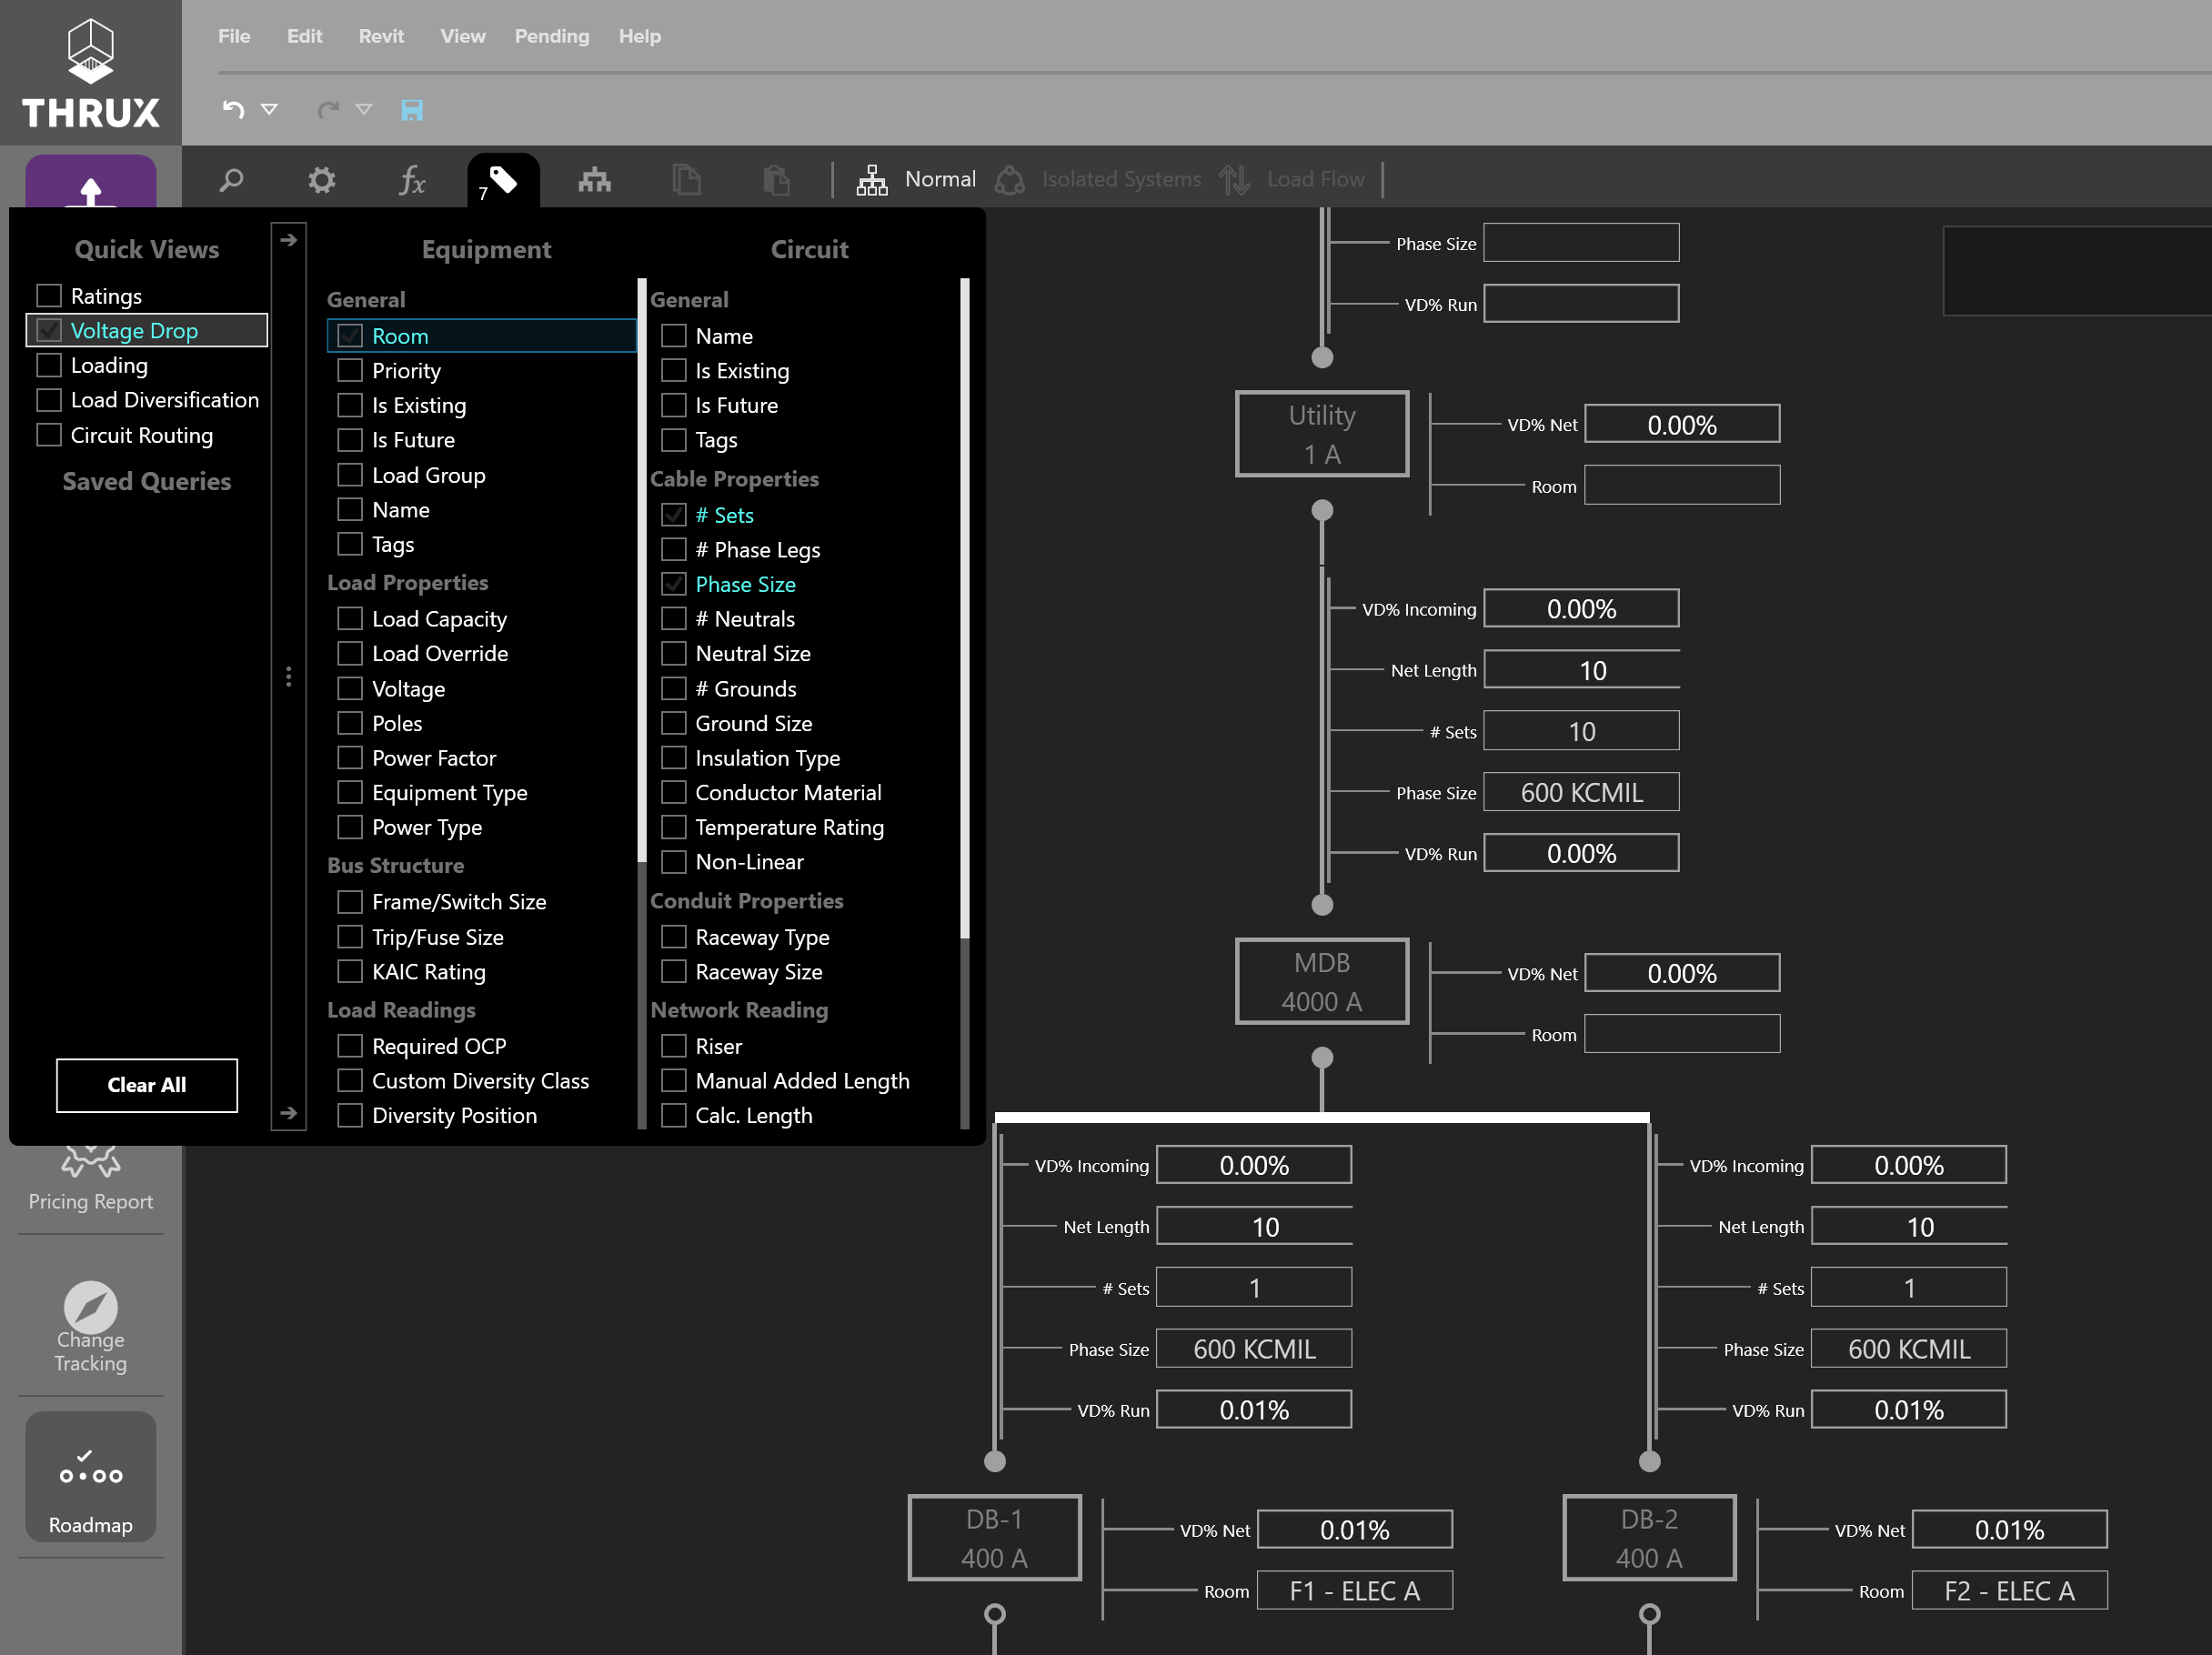 THRUX
File Edit Revit View Pending Help
7
Normal Isolated Systems Load Flow
Quick Views
Ratings
Voltage Drop
Loading
Load Diversification
Circuit Routing
Saved Queries
Clear All
Equipment
General
Room
Priority
Is Existing
Is Future
Load Group
Name
Tags
Load Properties
Load Capacity
Load Override
Voltage
Poles
Power Factor
Equipment Type
Power Type
Bus Structure
Frame/Switch Size
Trip/Fuse Size
KAIC Rating
Load Readings
Required OCP
Custom Diversity Class
Diversity Position
Circuit
General
Name
Is Existing
Is Future
Tags
Cable Properties
# Sets
# Phase Legs
Phase Size
# Neutrals
Neutral Size
# Grounds
Ground Size
Insulation Type
Conductor Material
Temperature Rating
Non-Linear
Conduit Properties
Raceway Type
Raceway Size
Network Reading
Riser
Manual Added Length
Calc. Length
Pricing Report
Change
Tracking
Roadmap
Phase Size
VD% Run
Utility
1 A
VD% Net 0.00%
Room
VD% Incoming 0.00%
Net Length 10
# Sets 10
Phase Size 600 KCMIL
VD% Run 0.00%
MDB
4000 A
VD% Net 0.00%
Room
VD% Incoming 0.00%
Net Length 10
# Sets 1
Phase Size 600 KCMIL
VD% Run 0.01%
DB-1
400 A
VD% Net 0.01%
Room F1 - ELEC A
VD% Incoming 0.00%
Net Length 10
# Sets 1
Phase Size 600 KCMIL
VD% Run 0.01%
DB-2
400 A
VD% Net 0.01%
Room F2 - ELEC A